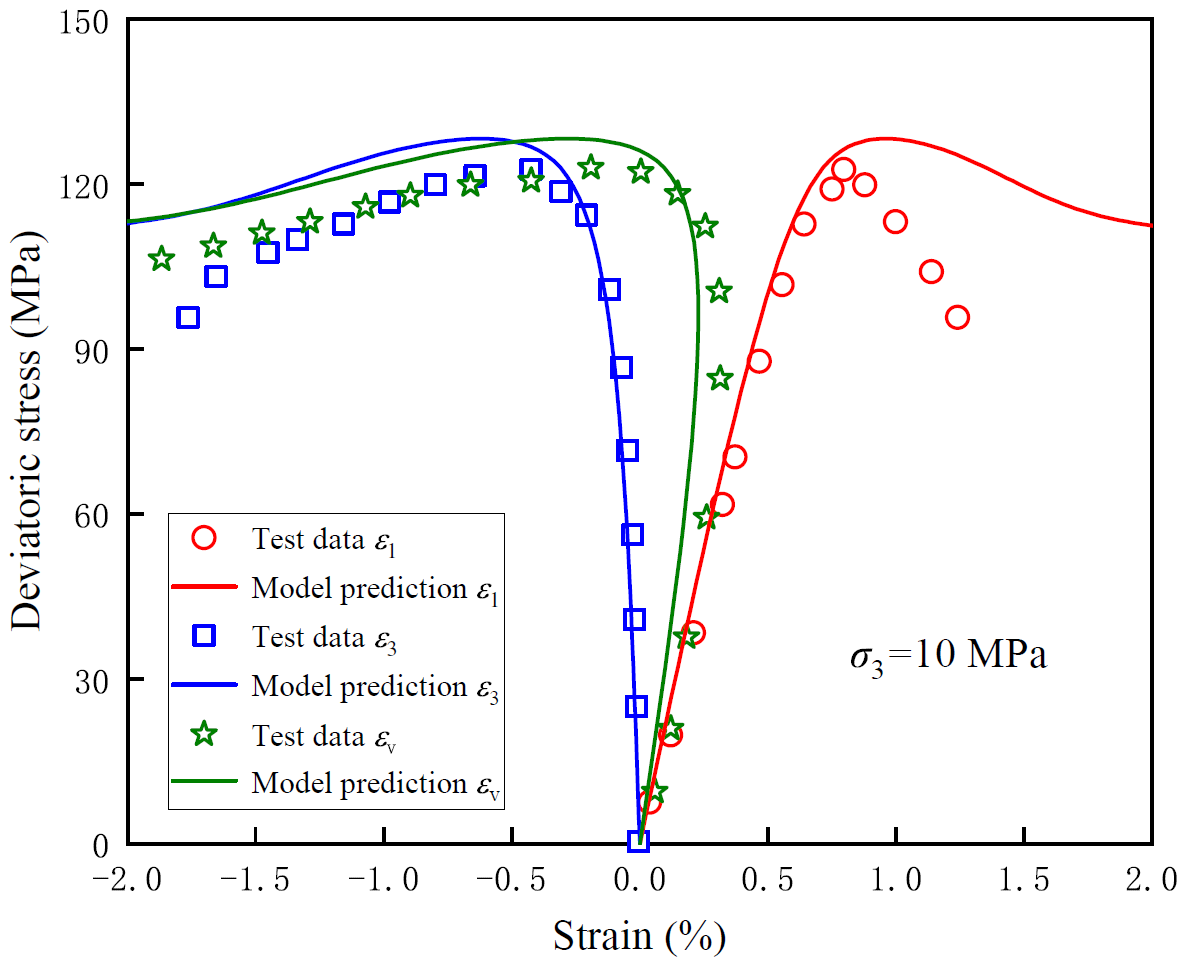 150
120
90
60
30
0
Deviatoric stress (MPa)
Test data ε1
Model prediction ε1
Test data ε3
Model prediction ε3
Test data εv
Model prediction εv
σ3=10 MPa
-2.0 -1.5 -1.0 -0.5 0.0 0.5 1.0 1.5 2.0
Strain (%)